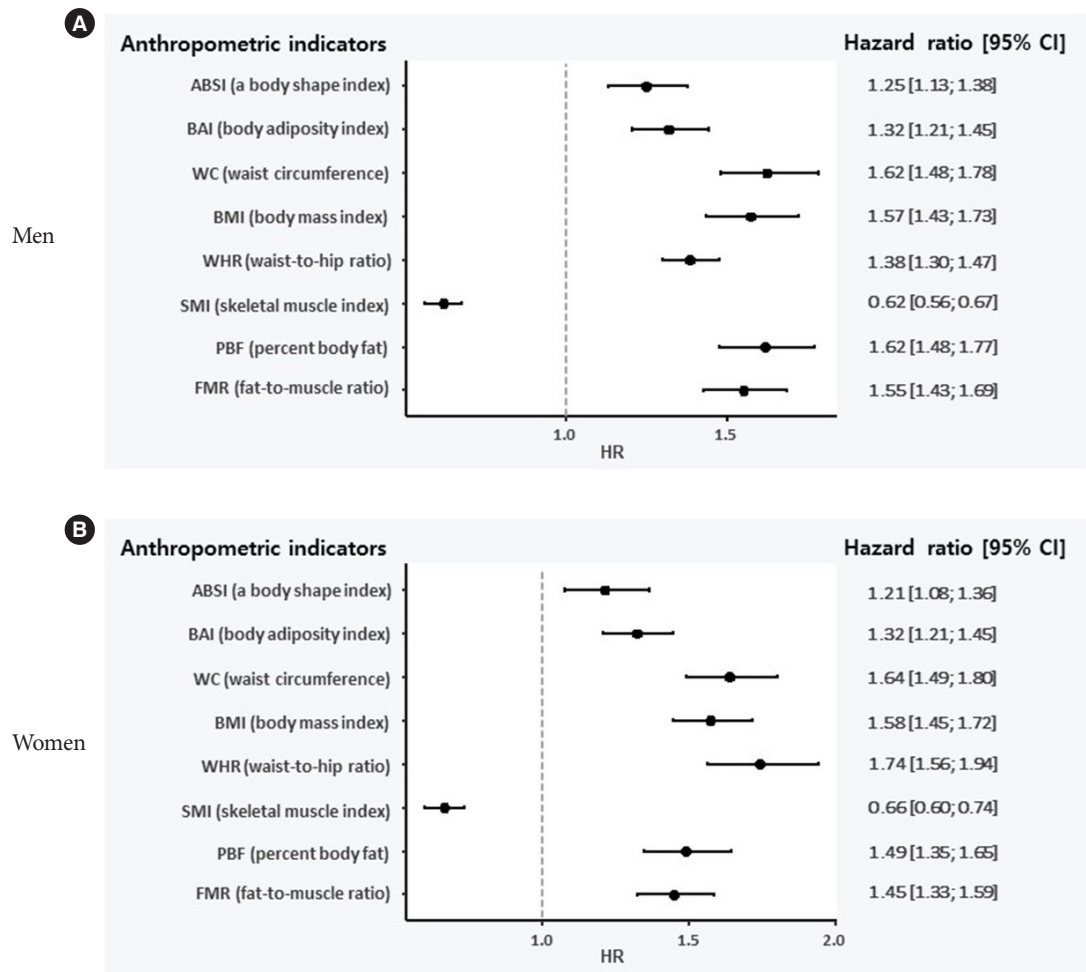 A
Anthropometric indicators Hazard ratio [95% CI]
ABSI (a body shape index) 1.25 [1.13; 1.38]
BAI (body adiposity index) 1.32 [1.21; 1.45]
WC (waist circumference) 1.62 [1.48; 1.78]
Men
BMI (body mass index) 1.57 [1.43; 1.73]
WHR (waist-to-hip ratio) 1.38 [1.30; 1.47]
SMI (skeletal muscle index) 0.62 [0.56; 0.67]
PBF (percent body fat) 1.62 [1.48; 1.77]
FMR (fat-to-muscle ratio) 1.55 [1.43; 1.69]
1.0 1.5
HR
B
Anthropometric indicators Hazard ratio [95% CI]
ABSI (a body shape index) 1.21 [1.08; 1.36]
BAI (body adiposity index) 1.32 [1.21; 1.45]
WC (waist circumference) 1.64 [1.49; 1.80]
BMI (body mass index) 1.58 [1.45; 1.72]
Women
WHR (waist-to-hip ratio) 1.74 [1.56; 1.94]
SMI (skeletal muscle index) 0.66 [0.60; 0.74]
PBF (percent body fat) 1.49 [1.35; 1.65]
FMR (fat-to-muscle ratio) 1.45 [1.33; 1.59]
1.0 1.5 2.0
HR